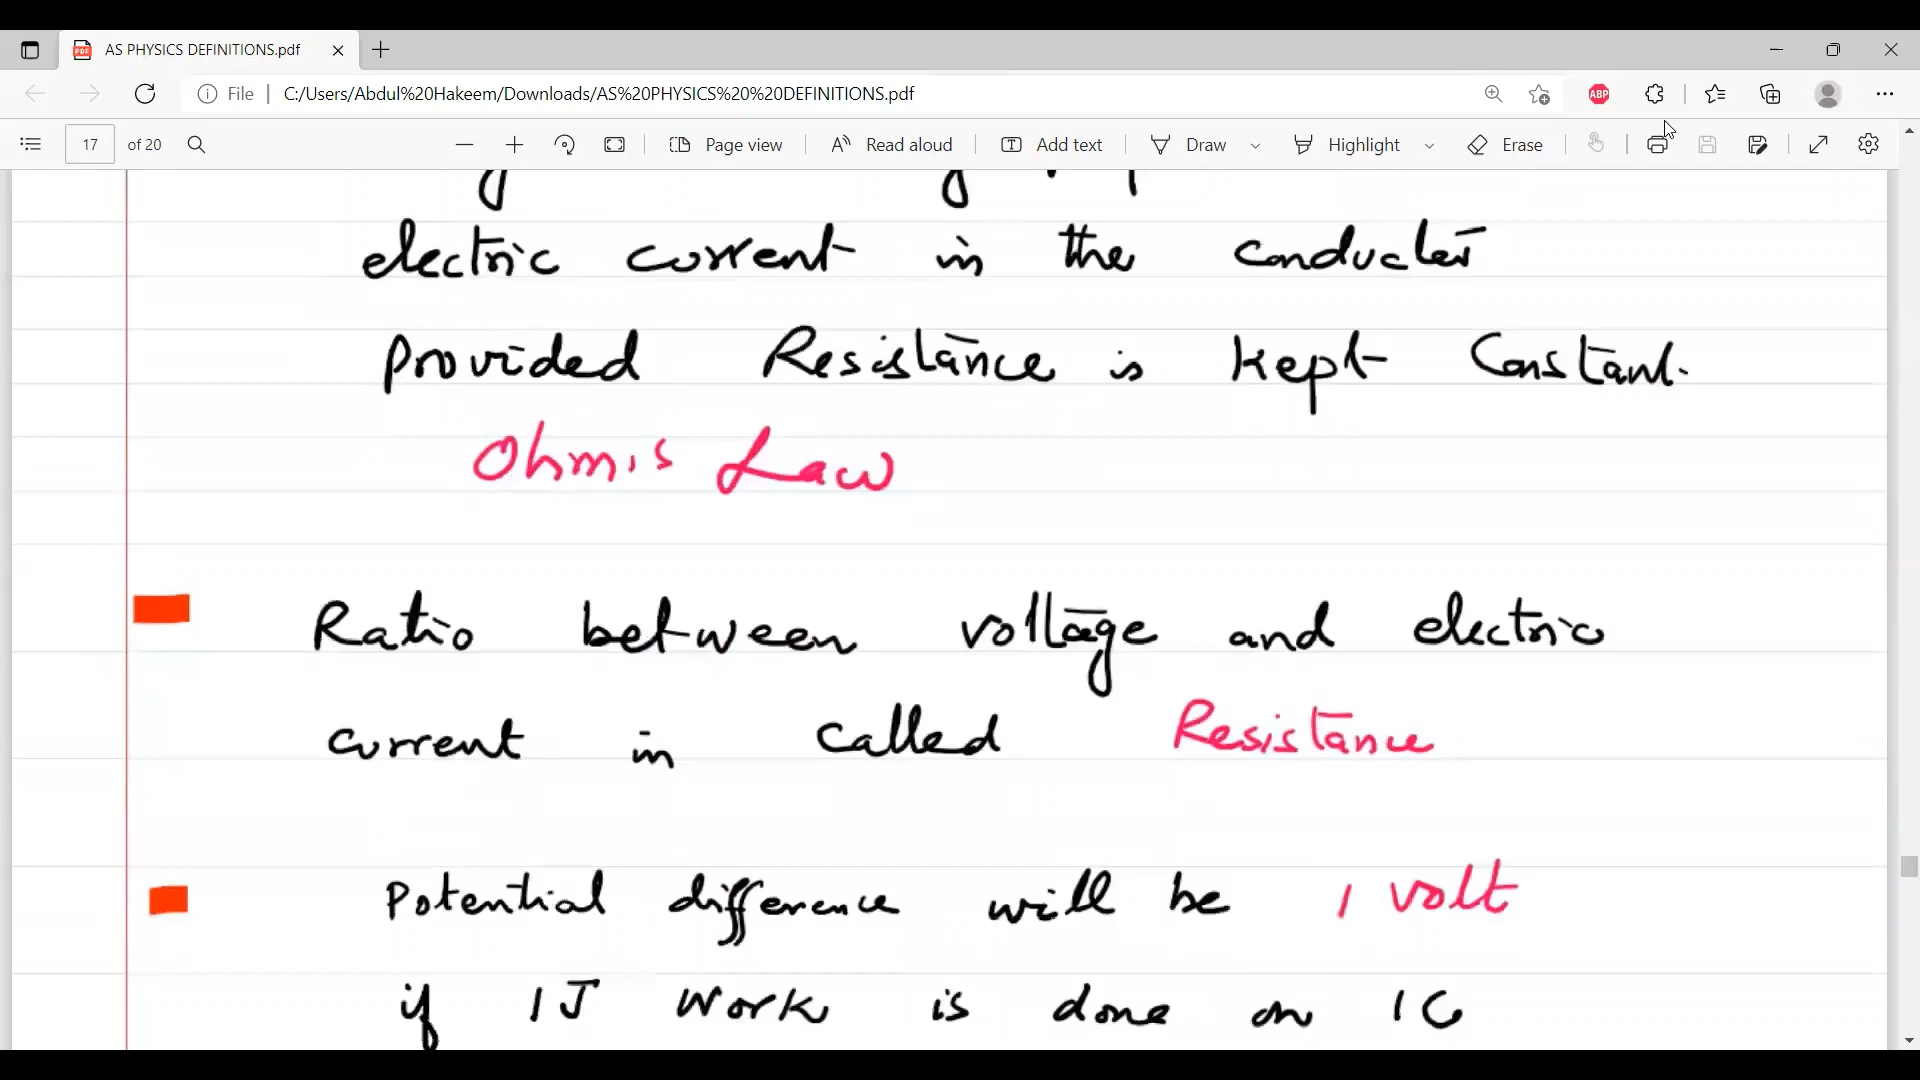 AS PHYSICS DEFINITIONS.pdf
File
C:/Users/Abdul%20Hakeem/Downloads/AS%20PHYSICS%20%20DEFINITIONS.pdf
ABP
17 of 20
Page view
Read aloud
Add text
Draw
Highlight
Erase
electric current in the conductor
provided Resistance is kept Constant.
Ohm's Law
Ratio between voltage and electric
current in called Resistance
Potential difference will be 1 volt
if 1J work is done on 1C